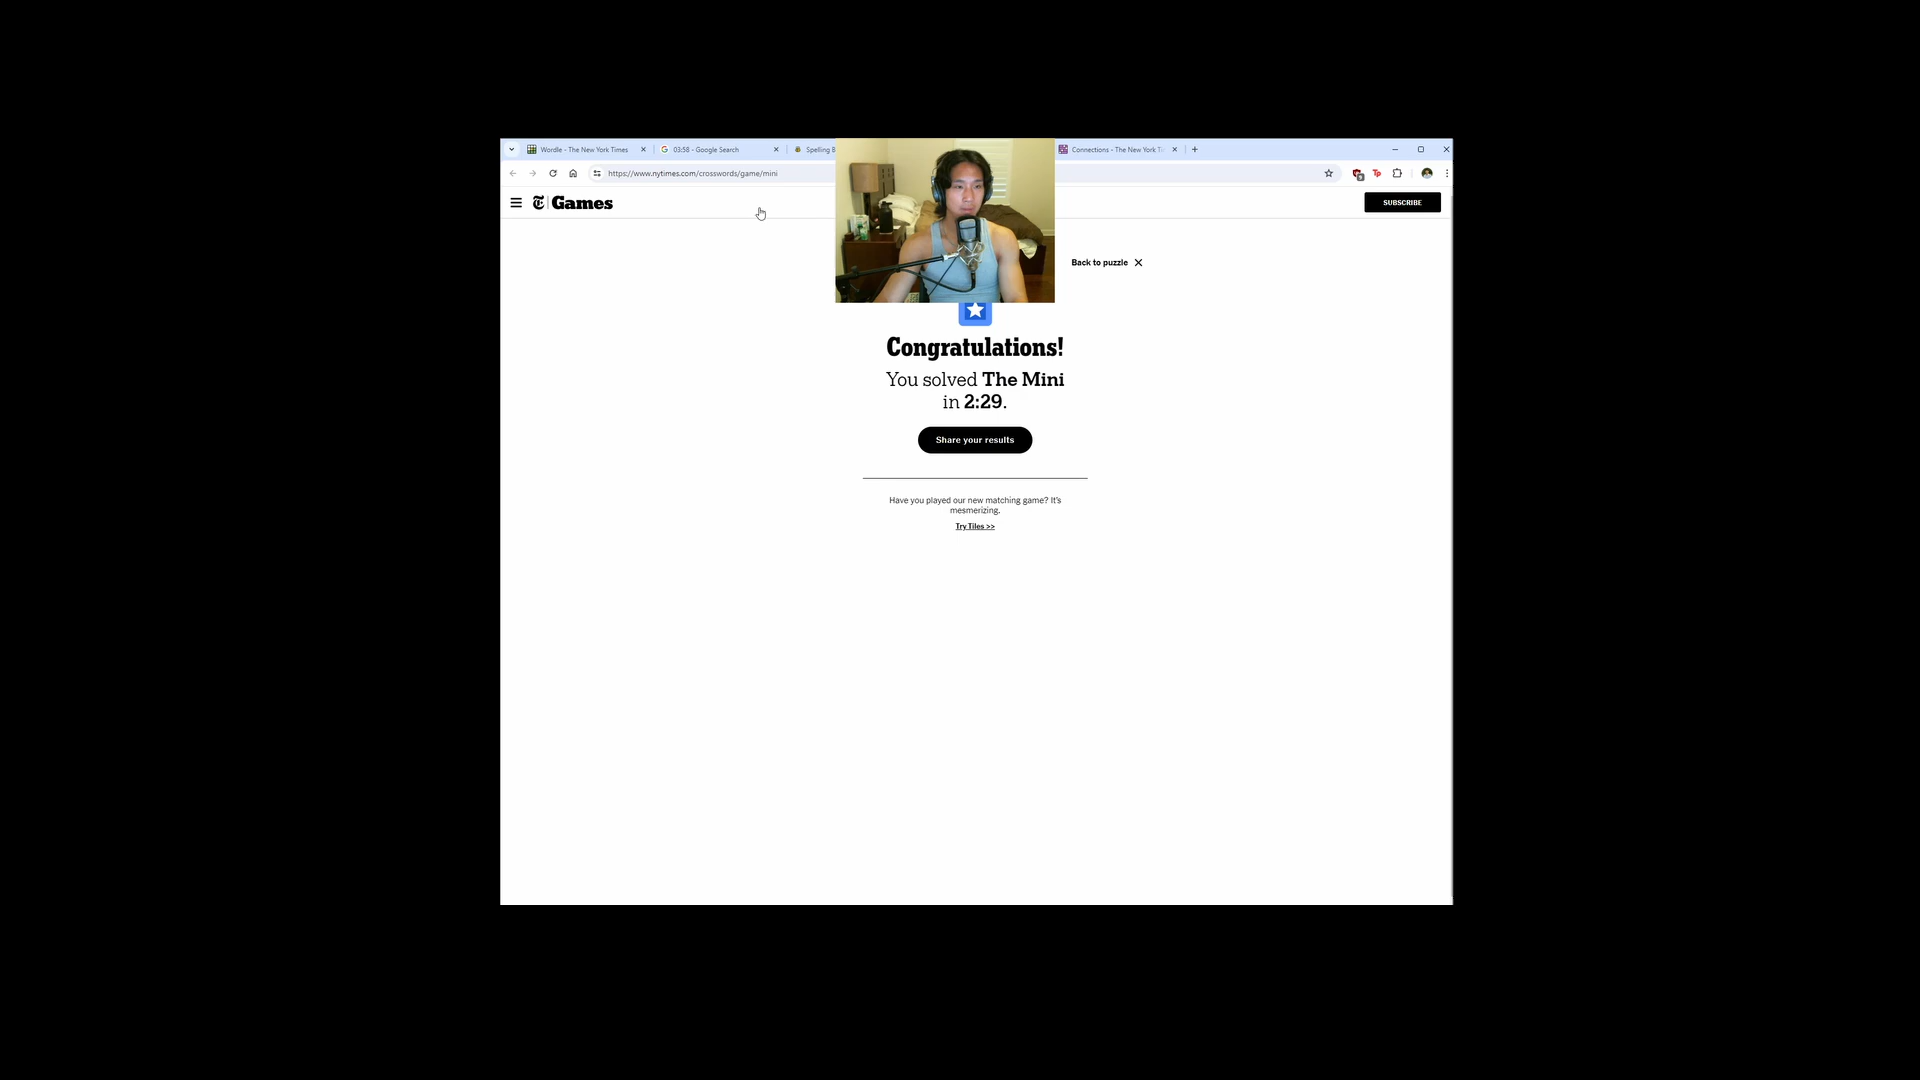 Wordle - The New York Times
03:58 - Google Search
Spelling B
Connections - The New York Ti
https://www.nytimes.com/crosswords/game/mini
Games
SUBSCRIBE
Back to puzzle
Congratulations!
You solved The Mini
in 2:29.
Share your results
Have you played our new matching game? It's
mesmerizing.
Try Tiles >>